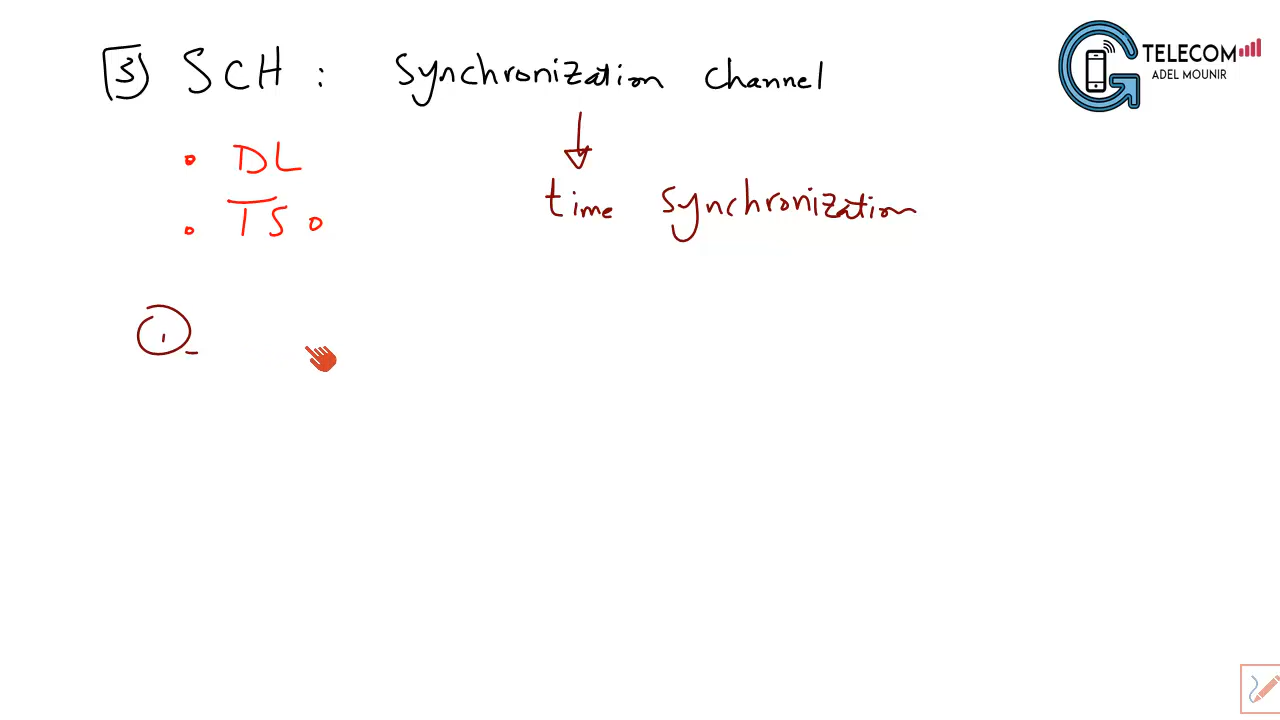 [3] SCH : Synchronization channel
TELECOM
ADEL MOUNIR
• DL
• TS 0
time synchronization
① -